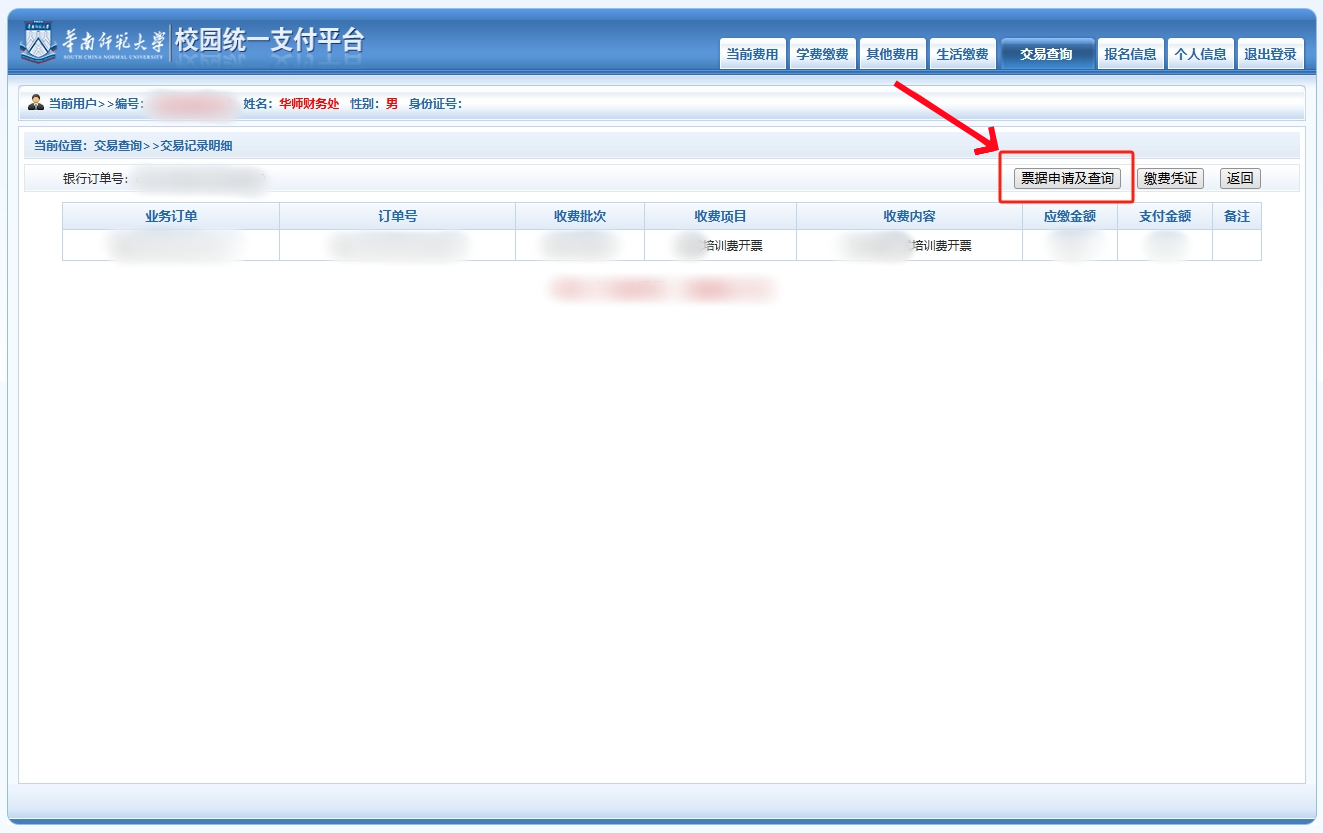 華南師範大學 校园统一支付平台
SOUTH CHINA NORMAL UNIVERSITY
当前费用 学费缴费 其他费用 生活缴费 交易查询 报名信息 个人信息 退出登录
当前用户>>编号: 姓名：华师财务处 性别：男 身份证号:
当前位置：交易查询>>交易记录明细
银行订单号: 票据申请及查询 缴费凭证 返回
业务订单 订单号 收费批次 收费项目 收费内容 应缴金额 支付金额 备注
培训费开票 培训费开票